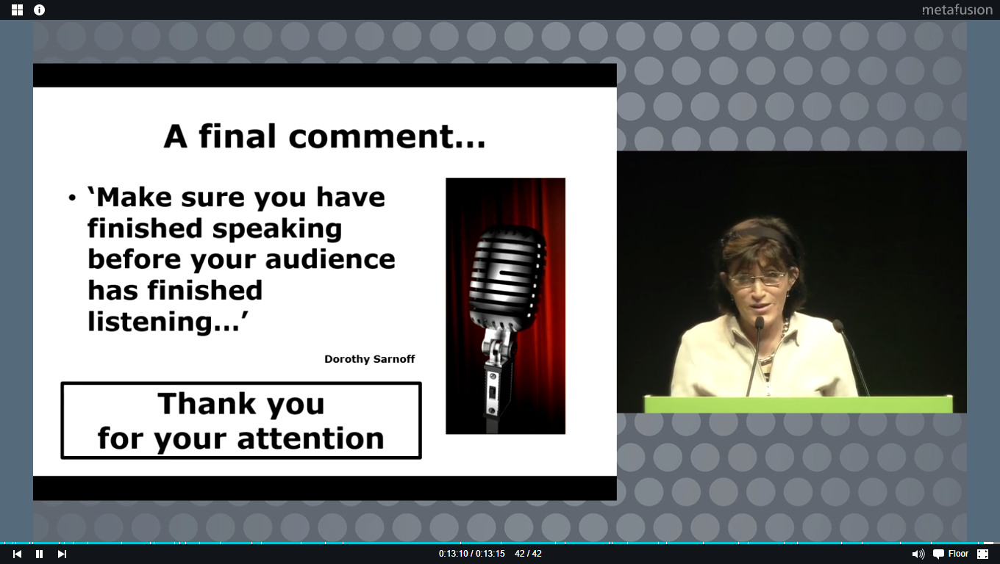 metafusion
A final comment…
• ‘Make sure you have
finished speaking
before your audience
has finished
listening…’
Dorothy Sarnoff
Thank you
for your attention
0:13:10 / 0:13:15 42 / 42
Floor